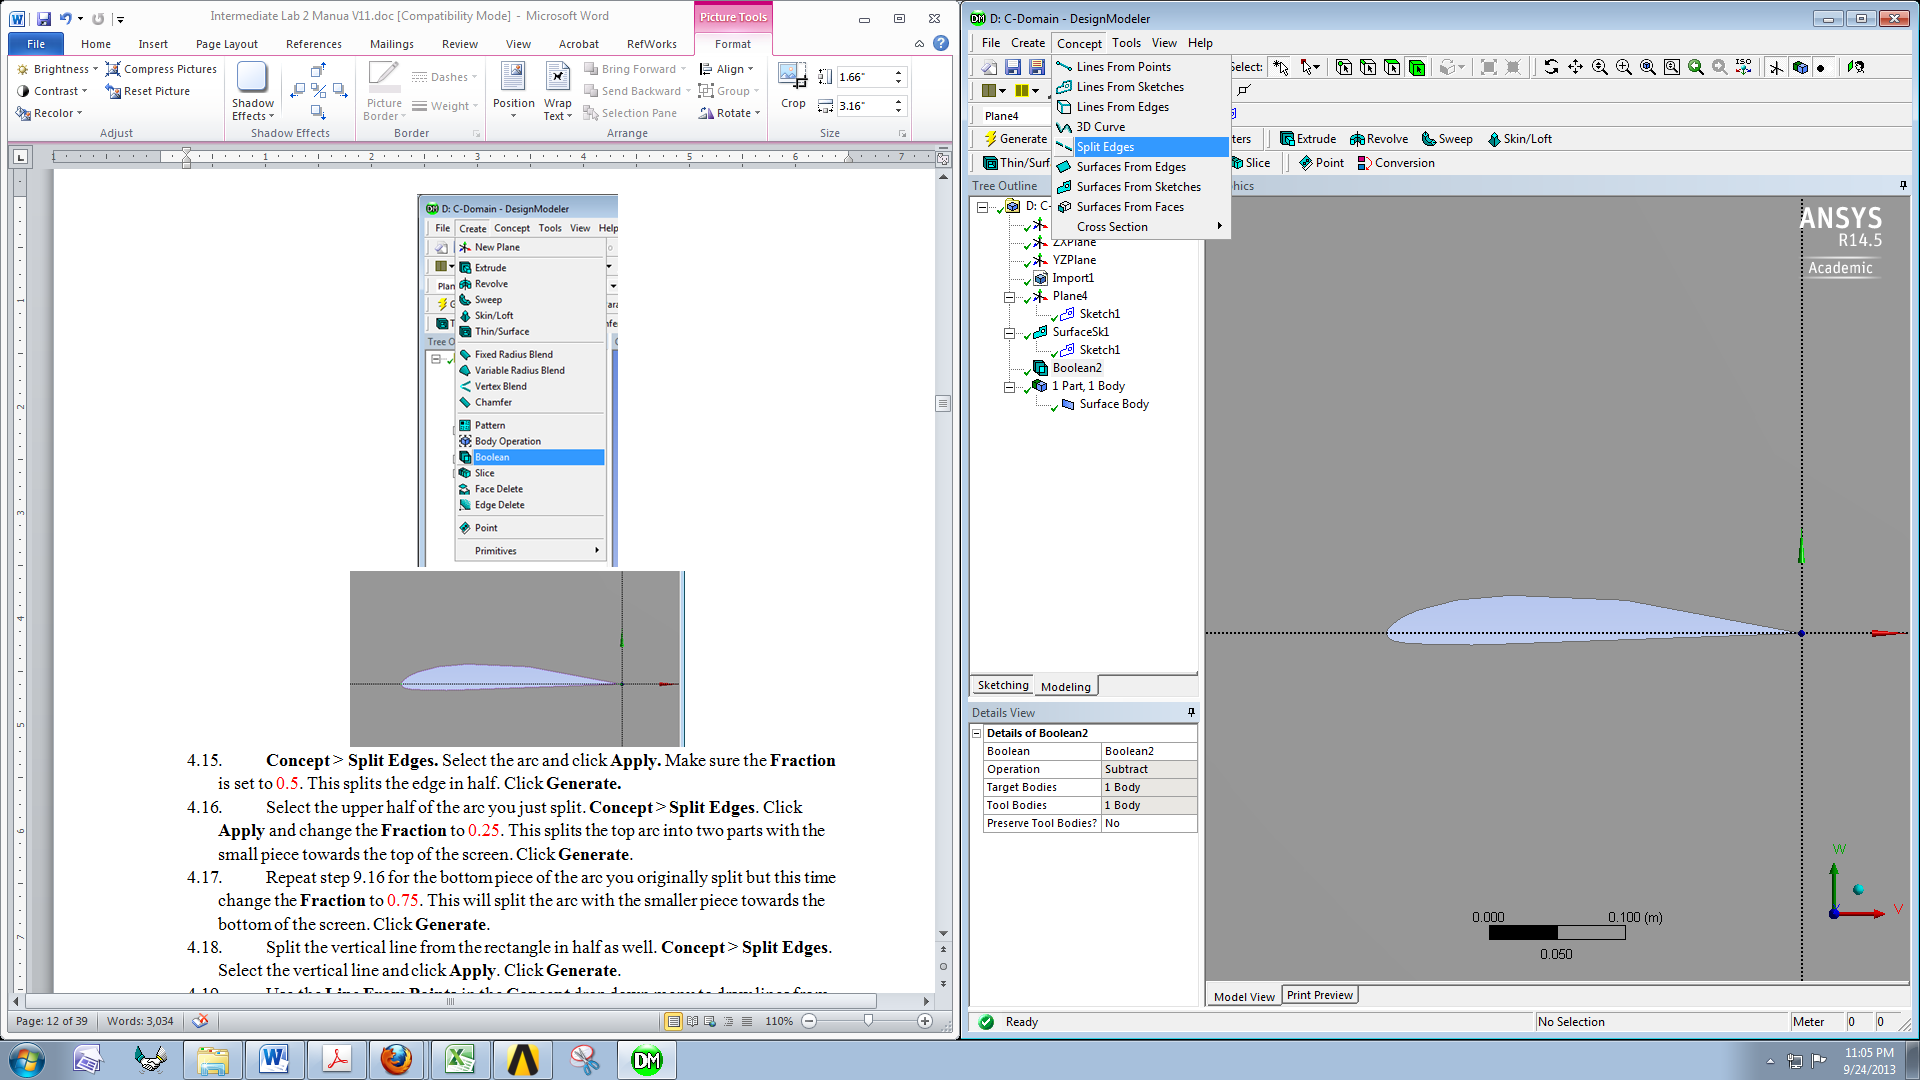 Intermediate Lab 2 Manua V11.doc [Compatibility Mode] - Microsoft Word
Picture Tools
File Home Insert Page Layout References Mailings Review View Acrobat RefWorks Format
Brightness Compress Pictures
Contrast Reset Picture
Recolor
Adjust
Shadow Effects
Shadow Effects
Picture Border
Dashes
Weight
Border
Position
Wrap Text
Bring Forward
Send Backward
Selection Pane
Align
Group
Rotate
Arrange
Crop
1.66"
3.16"
Size
D: C-Domain - DesignModeler
File Create Concept Tools View Help
New Plane
Extrude
Revolve
Sweep
Skin/Loft
Thin/Surface
Fixed Radius Blend
Variable Radius Blend
Vertex Blend
Chamfer
Pattern
Body Operation
Boolean
Slice
Face Delete
Edge Delete
Point
Primitives
4.15. Concept > Split Edges. Select the arc and click Apply. Make sure the Fraction
is set to 0.5. This splits the edge in half. Click Generate.
4.16. Select the upper half of the arc you just split. Concept > Split Edges. Click
Apply and change the Fraction to 0.25. This splits the top arc into two parts with the
small piece towards the top of the screen. Click Generate.
4.17. Repeat step 9.16 for the bottom piece of the arc you originally split but this time
change the Fraction to 0.75. This will split the arc with the smaller piece towards the
bottom of the screen. Click Generate.
4.18. Split the vertical line from the rectangle in half as well. Concept > Split Edges.
Select the vertical line and click Apply. Click Generate.
Page: 12 of 39 Words: 3,034 110%
D: C-Domain - DesignModeler
File Create Concept Tools View Help
Lines From Points
Lines From Sketches
Lines From Edges
3D Curve
Split Edges
Surfaces From Edges
Surfaces From Sketches
Surfaces From Faces
Cross Section
Select:
Plane4
Generate
Extrude Revolve Sweep Skin/Loft
Thin/Surf
Slice Point Conversion
Tree Outline
ZXPlane
YZPlane
Import1
Plane4
Sketch1
SurfaceSk1
Sketch1
Boolean2
1 Part, 1 Body
Surface Body
Sketching Modeling
Details View
Details of Boolean2
Boolean Boolean2
Operation Subtract
Target Bodies 1 Body
Tool Bodies 1 Body
Preserve Tool Bodies? No
ANSYS
R14.5
Academic
W
V
0.000 0.100 (m)
0.050
Model View Print Preview
Ready No Selection Meter 0 0
11:05 PM
9/24/2013